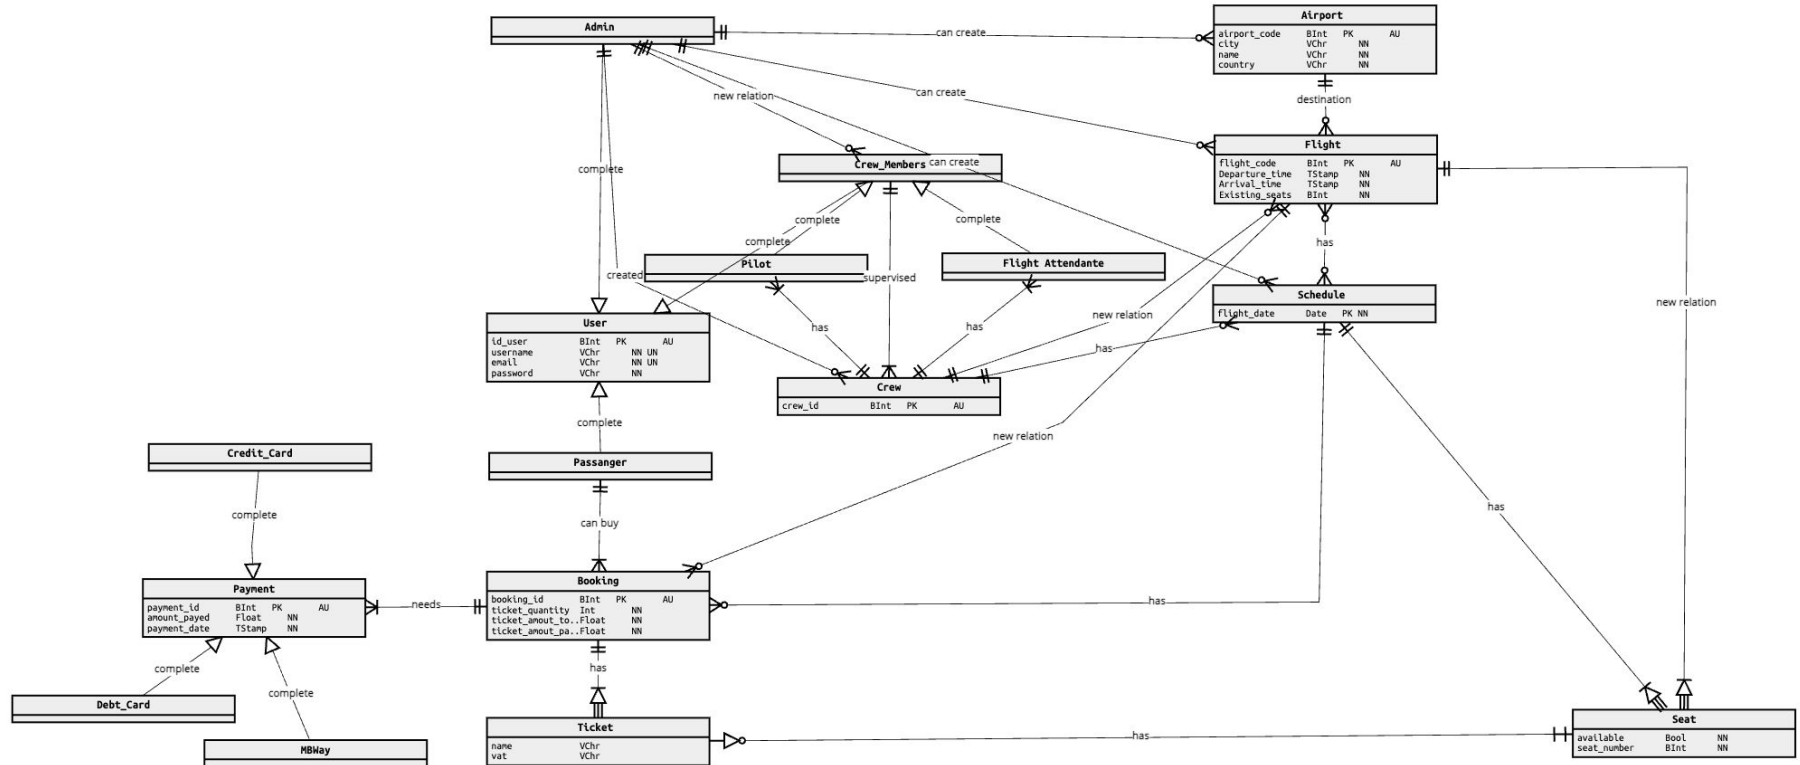 Admin
can create
Airport
airport_code BInt PK AU
city VChr NN
name VChr NN
country VChr NN
new relation
can create
destination
complete
Crew_Members
can create
Flight
flight_code BInt PK AU
Departure_time TStamp NN
Arrival_time TStamp NN
Existing_seats BInt NN
complete
complete
complete
has
Pilot
Flight Attendante
created
supervised
Schedule
flight_date Date PK NN
new relation
new relation
User
id_user BInt PK AU
username VChr NN UN
email VChr NN UN
password VChr NN
has
has
has
Crew
crew_id BInt PK AU
complete
new relation
Credit_Card
Passanger
complete
can buy
has
Payment
payment_id BInt PK AU
amount_payed Float NN
payment_date TStamp NN
needs
Booking
booking_id BInt PK AU
ticket_quantity Int NN
ticket_amout_to..Float NN
ticket_amout_pa..Float NN
has
complete
complete
has
Debt_Card
MBWay
Ticket
name VChr
vat VChr
has
Seat
available Bool NN
seat_number BInt NN